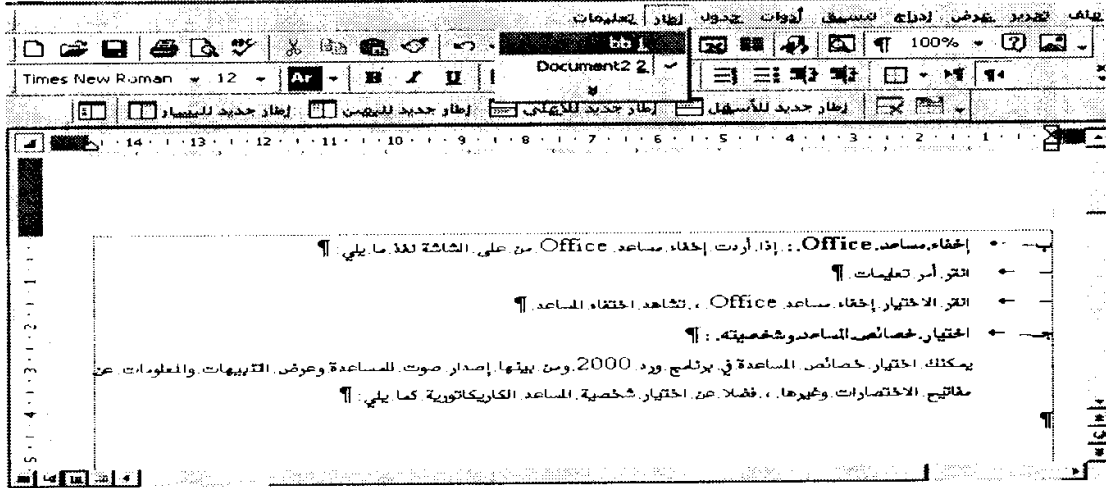 ملف تحرير عرض إدراج تنسيق أدوات جدول إطار تعليمات
1 bb
100%
2 Document2
Times New Roman 12
إطار جديد للأسفل إطار جديد للأعلى إطار جديد لليمين إطار جديد لليسار
1 2 3 4 5 6 7 8 9 10 11 12 13 14
ب– إخفاء مساعد Office: إذا أردت إخفاء مساعد Office من على الشاشة نفذ ما يلي: ¶
– انقر أمر تعليمات. ¶
– انقر الاختيار إخفاء مساعد Office، تشاهد اختفاء المساعد. ¶
جـ– اختيار خصائص المساعد وشخصيته: ¶
يمكنك اختيار خصائص المساعدة في برنامج ورد 2000 ومن بينها إصدار صوت للمساعدة وعرض التنبيهات والمعلومات عن
مفاتيح الاختصارات وغيرها، فضلا عن اختيار شخصية المساعد الكاريكاتورية كما يلي: ¶
¶